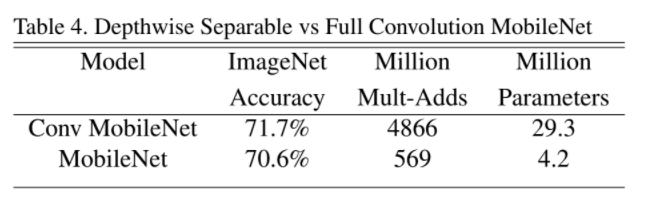 Table 4. Depthwise Separable vs Full Convolution MobileNet
Model ImageNet Million Million
Accuracy Mult-Adds Parameters
Conv MobileNet 71.7% 4866 29.3
MobileNet 70.6% 569 4.2